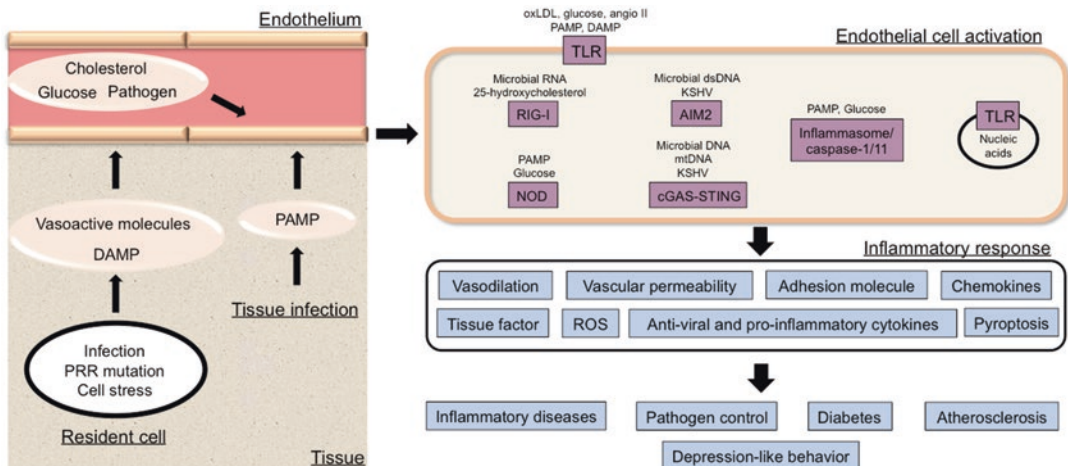 Endothelium
Cholesterol
Glucose Pathogen
Vasoactive molecules
DAMP
PAMP
Tissue infection
Infection
PRR mutation
Cell stress
Resident cell
Tissue
oxLDL, glucose, angio II
PAMP, DAMP
TLR
Endothelial cell activation
Microbial RNA
25-hydroxycholesterol
RIG-I
Microbial dsDNA
KSHV
AIM2
PAMP, Glucose
Inflammasome/
caspase-1/11
TLR
Nucleic
acids
PAMP
Glucose
NOD
Microbial DNA
mtDNA
KSHV
cGAS-STING
Inflammatory response
Vasodilation
Vascular permeability
Adhesion molecule
Chemokines
Tissue factor
ROS
Anti-viral and pro-inflammatory cytokines
Pyroptosis
Inflammatory diseases
Pathogen control
Diabetes
Atherosclerosis
Depression-like behavior